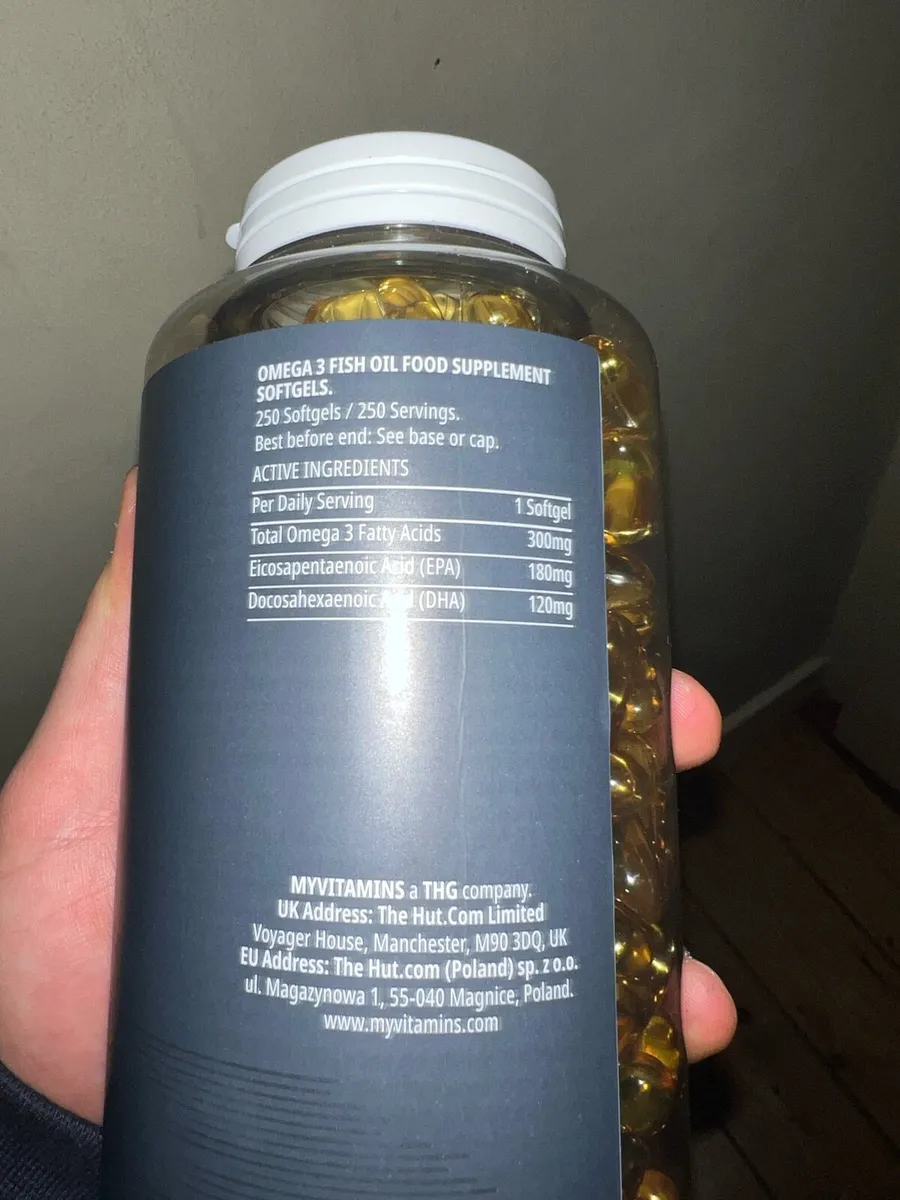 OMEGA 3 FISH OIL FOOD SUPPLEMENT
SOFTGELS.
250 Softgels / 250 Servings.
Best before end: See base or cap.
ACTIVE INGREDIENTS
Per Daily Serving 1 Softgel
Total Omega 3 Fatty Acids 300mg
Eicosapentaenoic Acid (EPA) 180mg
Docosahexaenoic (DHA) 120mg
MYVITAMINS a THG company.
UK Address: The Hut.Com Limited
Voyager House, Manchester, M90 3DQ, UK
EU Address: The Hut.com (Poland) sp. z o.o.
ul. Magazynowa 1, 55-040 Magnice, Poland.
www.myvitamins.com